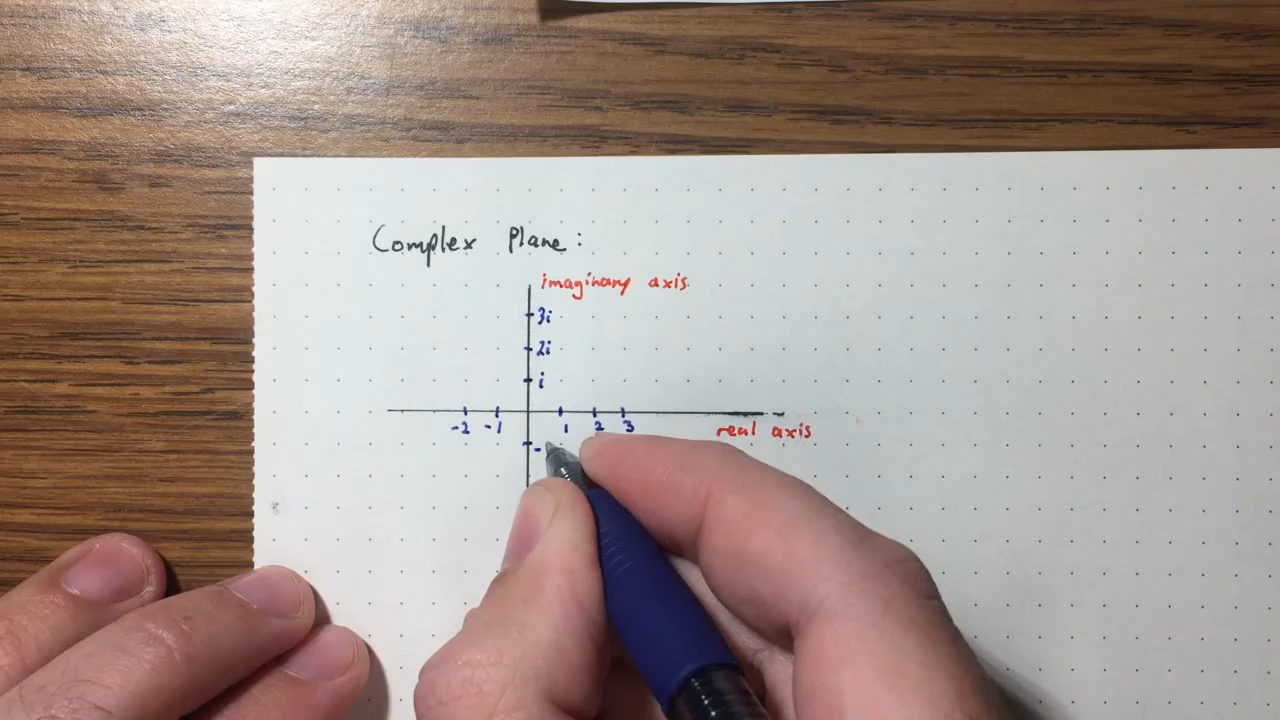 Complex Plane:
imaginary axis
3i
2i
i
-2 -1 1 2 3
real axis
-